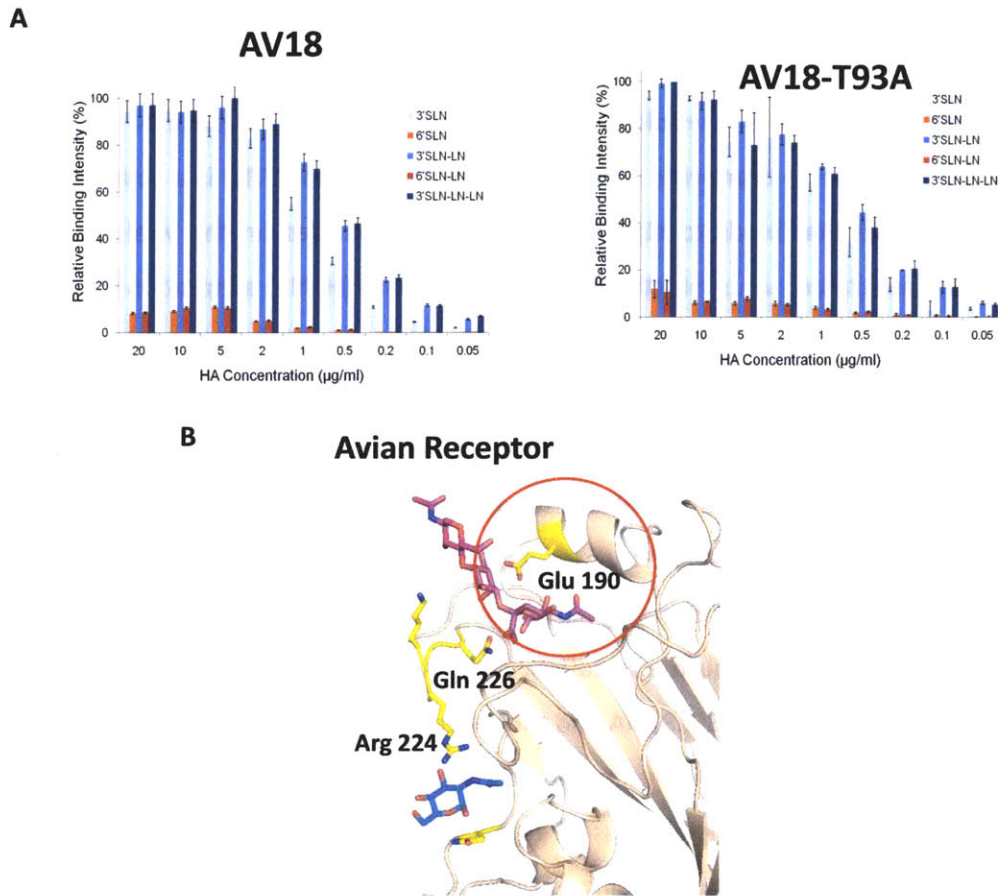 A
AV18
Relative Binding Intensity (%)
100
80
60
40
20
0
20 10 5 2 1 0.5 0.2 0.1 0.05
HA Concentration (µg/ml)
3'SLN
6'SLN
3'SLN-LN
6'SLN-LN
3'SLN-LN-LN
AV18-T93A
Relative Binding Intensity (%)
100
80
60
40
20
0
20 10 5 2 1 0.5 0.2 0.1 0.05
HA Concentration (µg/ml)
3'SLN
6'SLN
3'SLN-LN
6'SLN-LN
3'SLN-LN-LN
B
Avian Receptor
Glu 190
Gln 226
Arg 224